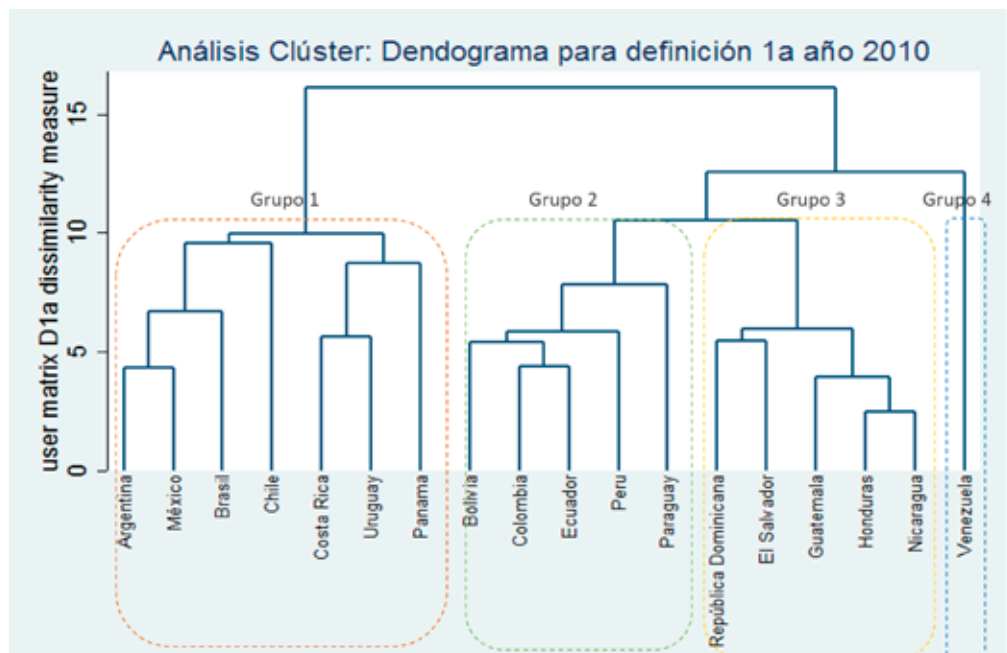 Análisis Clúster: Dendograma para definición 1a año 2010
user matrix D1a dissimilarity measure
15
10
5
0
Grupo 1
Grupo 2
Grupo 3
Grupo 4
Argentina
México
Brasil
Chile
Costa Rica
Uruguay
Panama
Bolivia
Colombia
Ecuador
Peru
Paraguay
República Dominicana
El Salvador
Guatemala
Honduras
Nicaragua
Venezuela